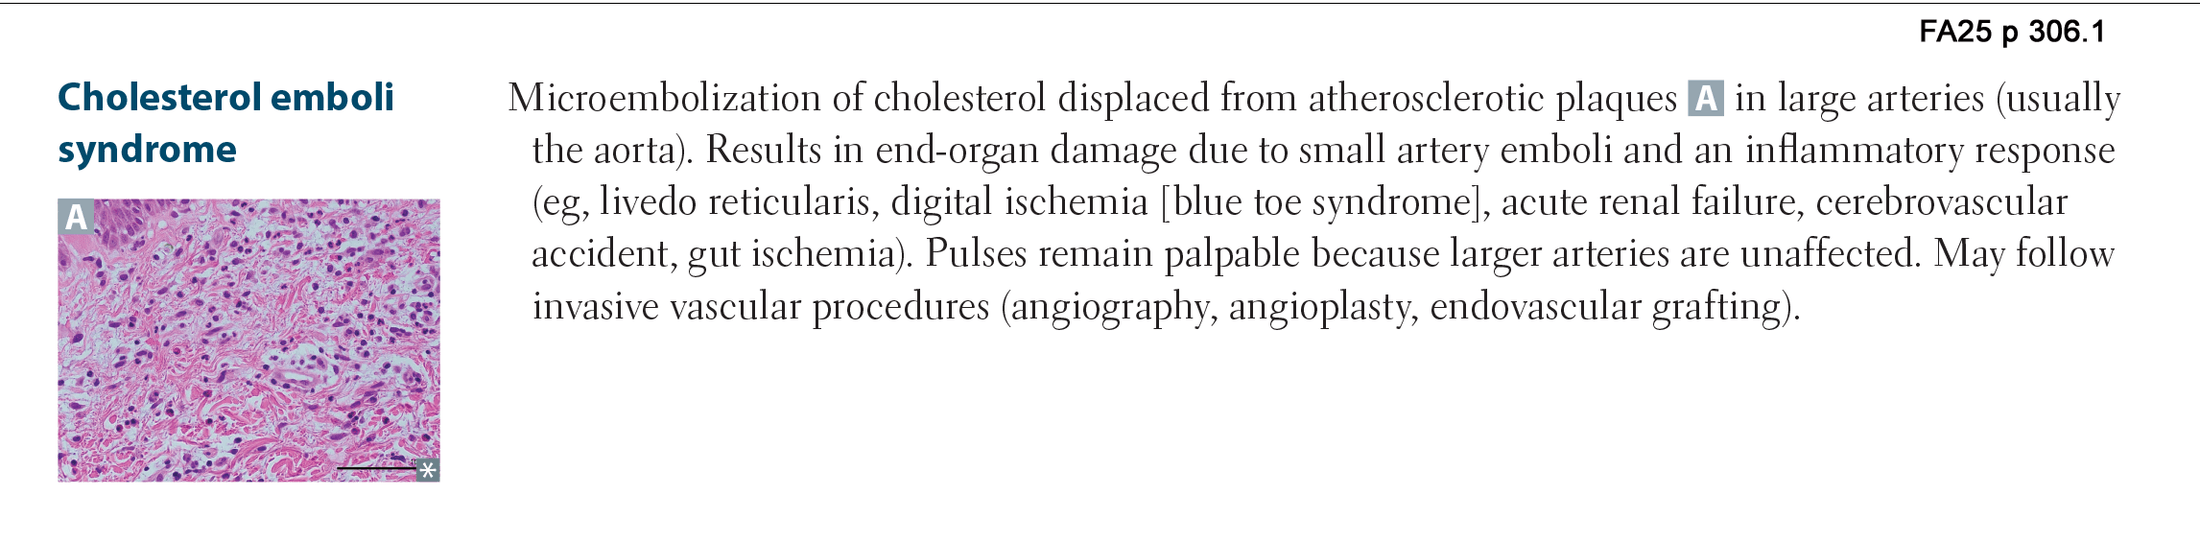 FA25 p 306.1
Cholesterol emboli
syndrome
Microembolization of cholesterol displaced from atherosclerotic plaques A in large arteries (usually
the aorta). Results in end-organ damage due to small artery emboli and an inflammatory response
(eg, livedo reticularis, digital ischemia [blue toe syndrome], acute renal failure, cerebrovascular
accident, gut ischemia). Pulses remain palpable because larger arteries are unaffected. May follow
invasive vascular procedures (angiography, angioplasty, endovascular grafting).
A
*